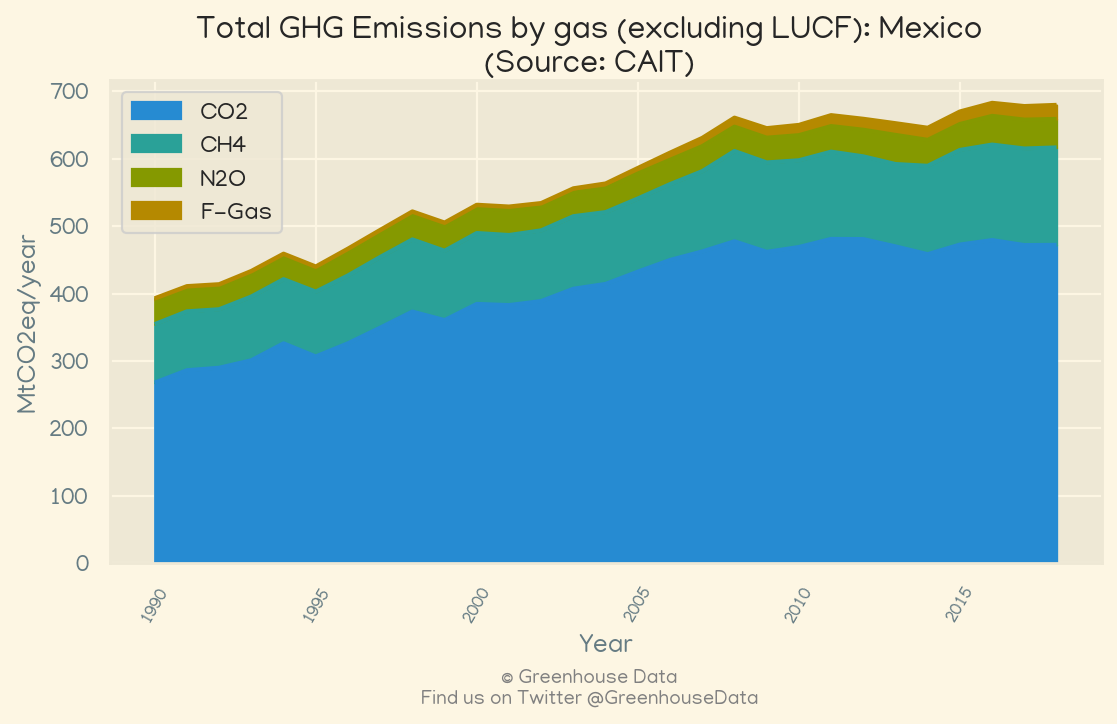 Total GHG Emissions by gas (excluding LUCF): Mexico
(Source: CAIT)
CO2
CH4
N2O
F-Gas
MtCO2eq/year
700
600
500
400
300
200
100
0
1990
1995
2000
2005
2010
2015
Year
© Greenhouse Data
Find us on Twitter @GreenhouseData